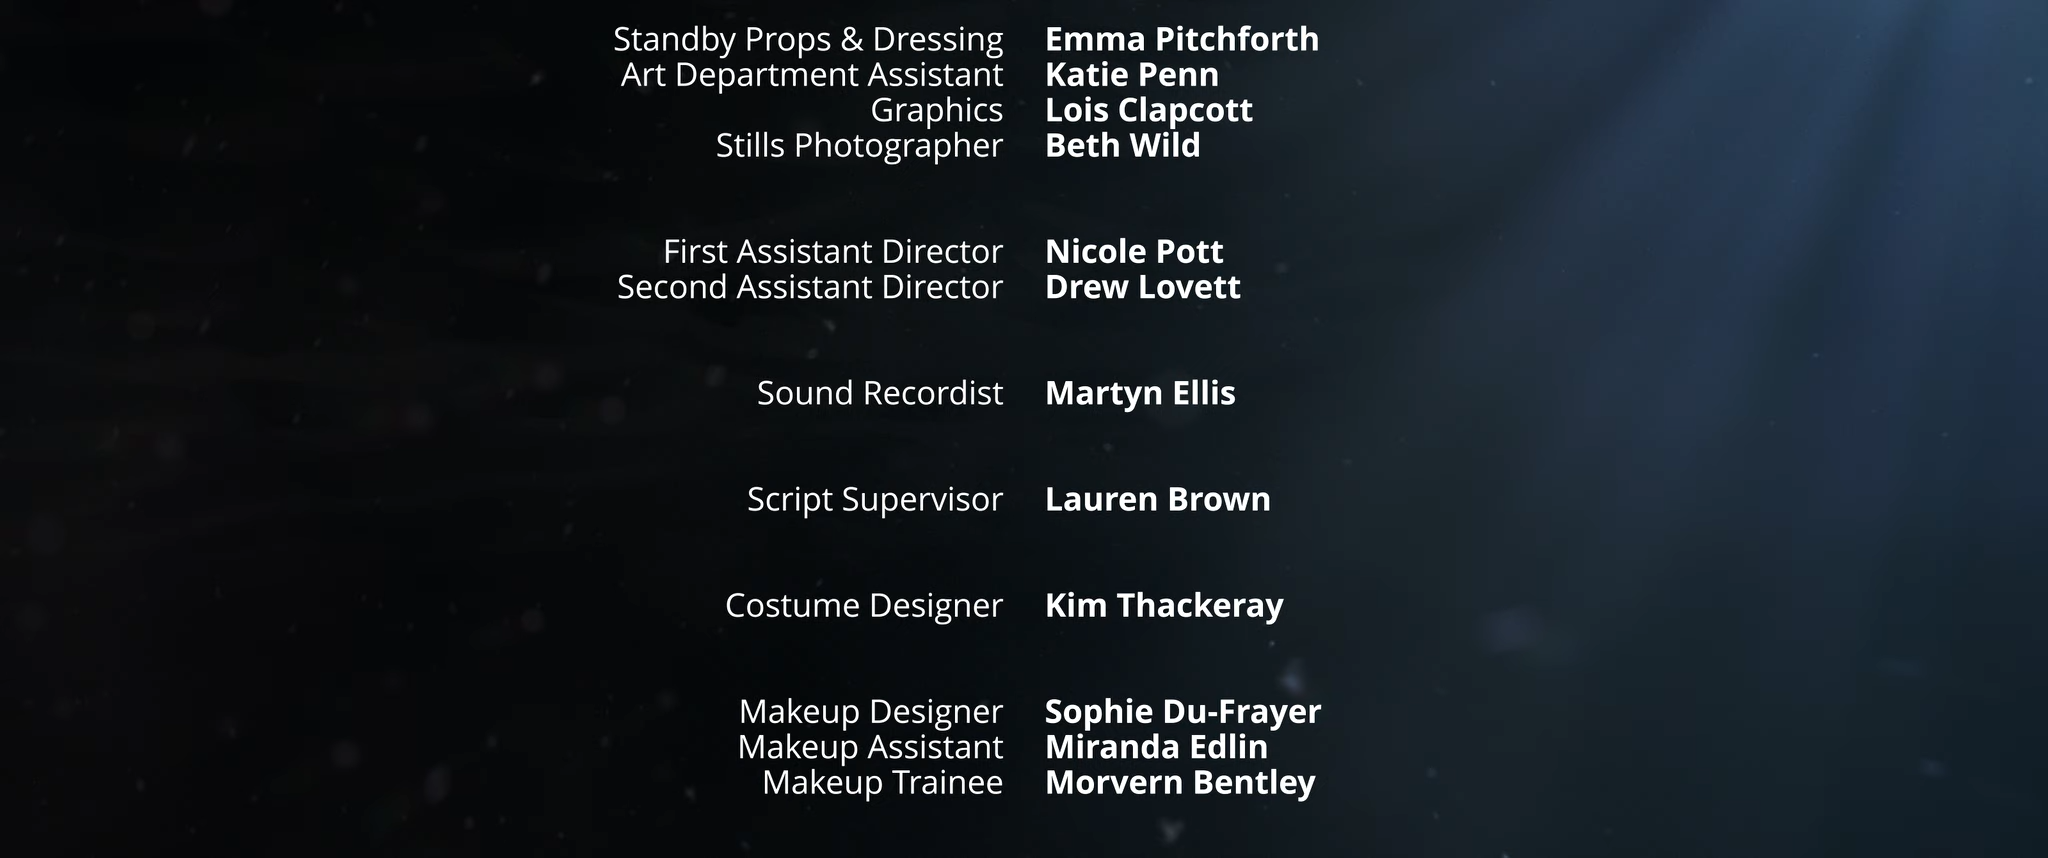 Standby Props & Dressing Emma Pitchforth
Art Department Assistant Katie Penn
Graphics Lois Clapcott
Stills Photographer Beth Wild
First Assistant Director Nicole Pott
Second Assistant Director Drew Lovett
Sound Recordist Martyn Ellis
Script Supervisor Lauren Brown
Costume Designer Kim Thackeray
Makeup Designer Sophie Du-Frayer
Makeup Assistant Miranda Edlin
Makeup Trainee Morvern Bentley